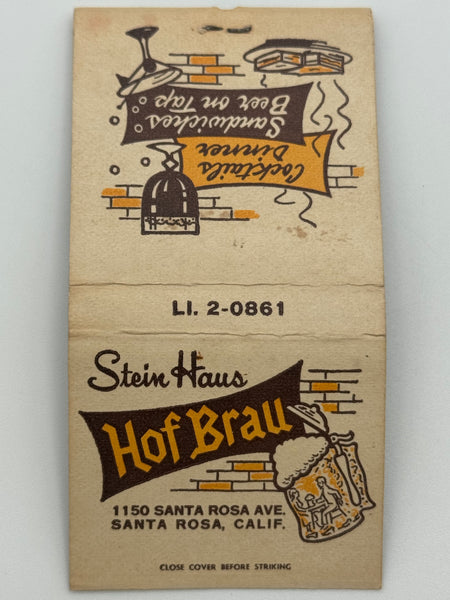 Cocktails
Dinner
Sandwiches
Beer on Tap
LI. 2-0861
Stein Haus
Hof Brau
1150 SANTA ROSA AVE.
SANTA ROSA, CALIF.
CLOSE COVER BEFORE STRIKING